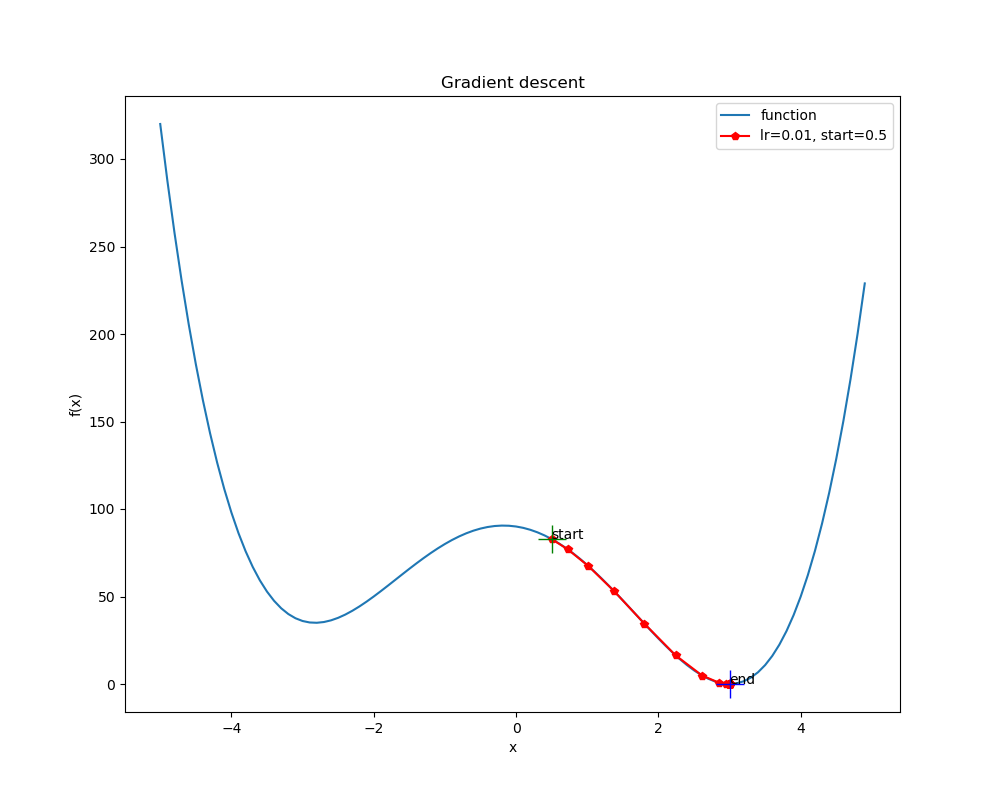 Gradient descent
function
lr=0.01, start=0.5
300
250
200
150
100
50
0
f(x)
start
end
−4
−2
0
2
4
x